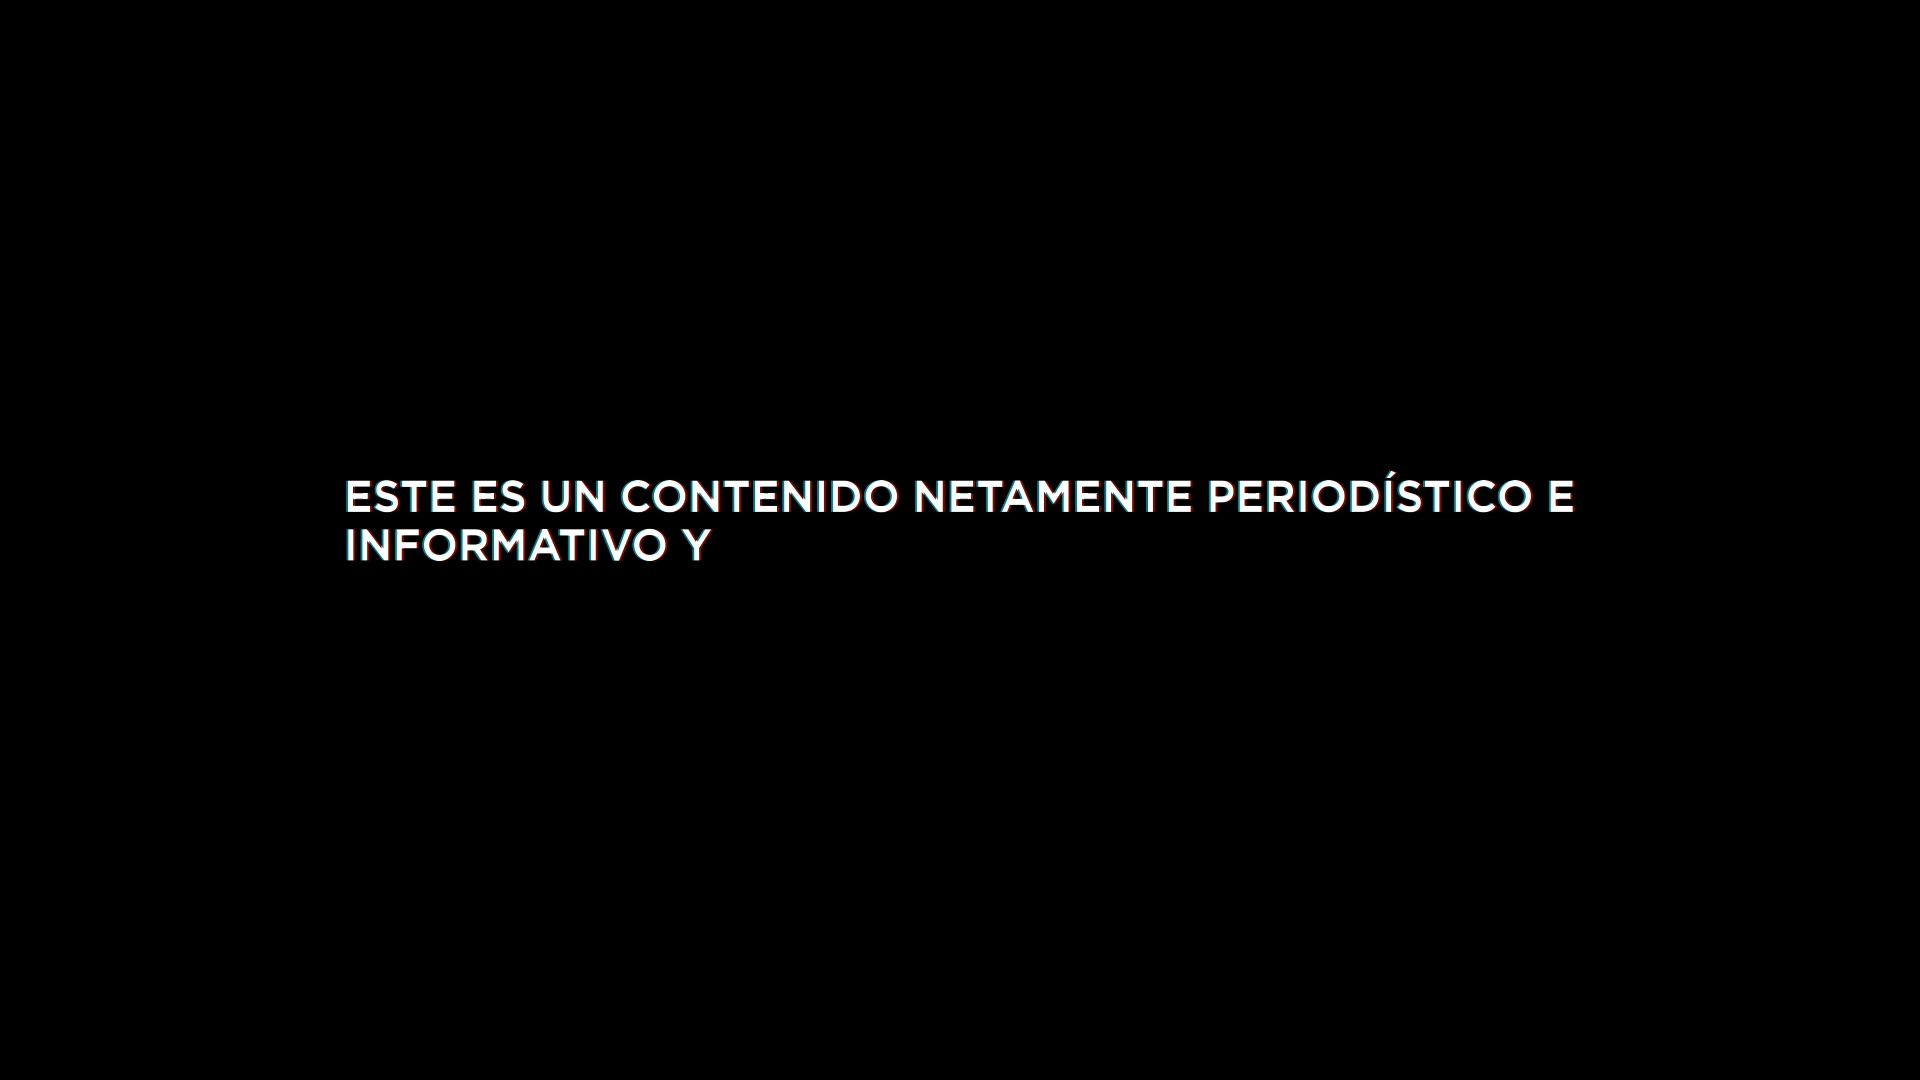 ESTE ES UN CONTENIDO NETAMENTE PERIODÍSTICO E
INFORMATIVO Y